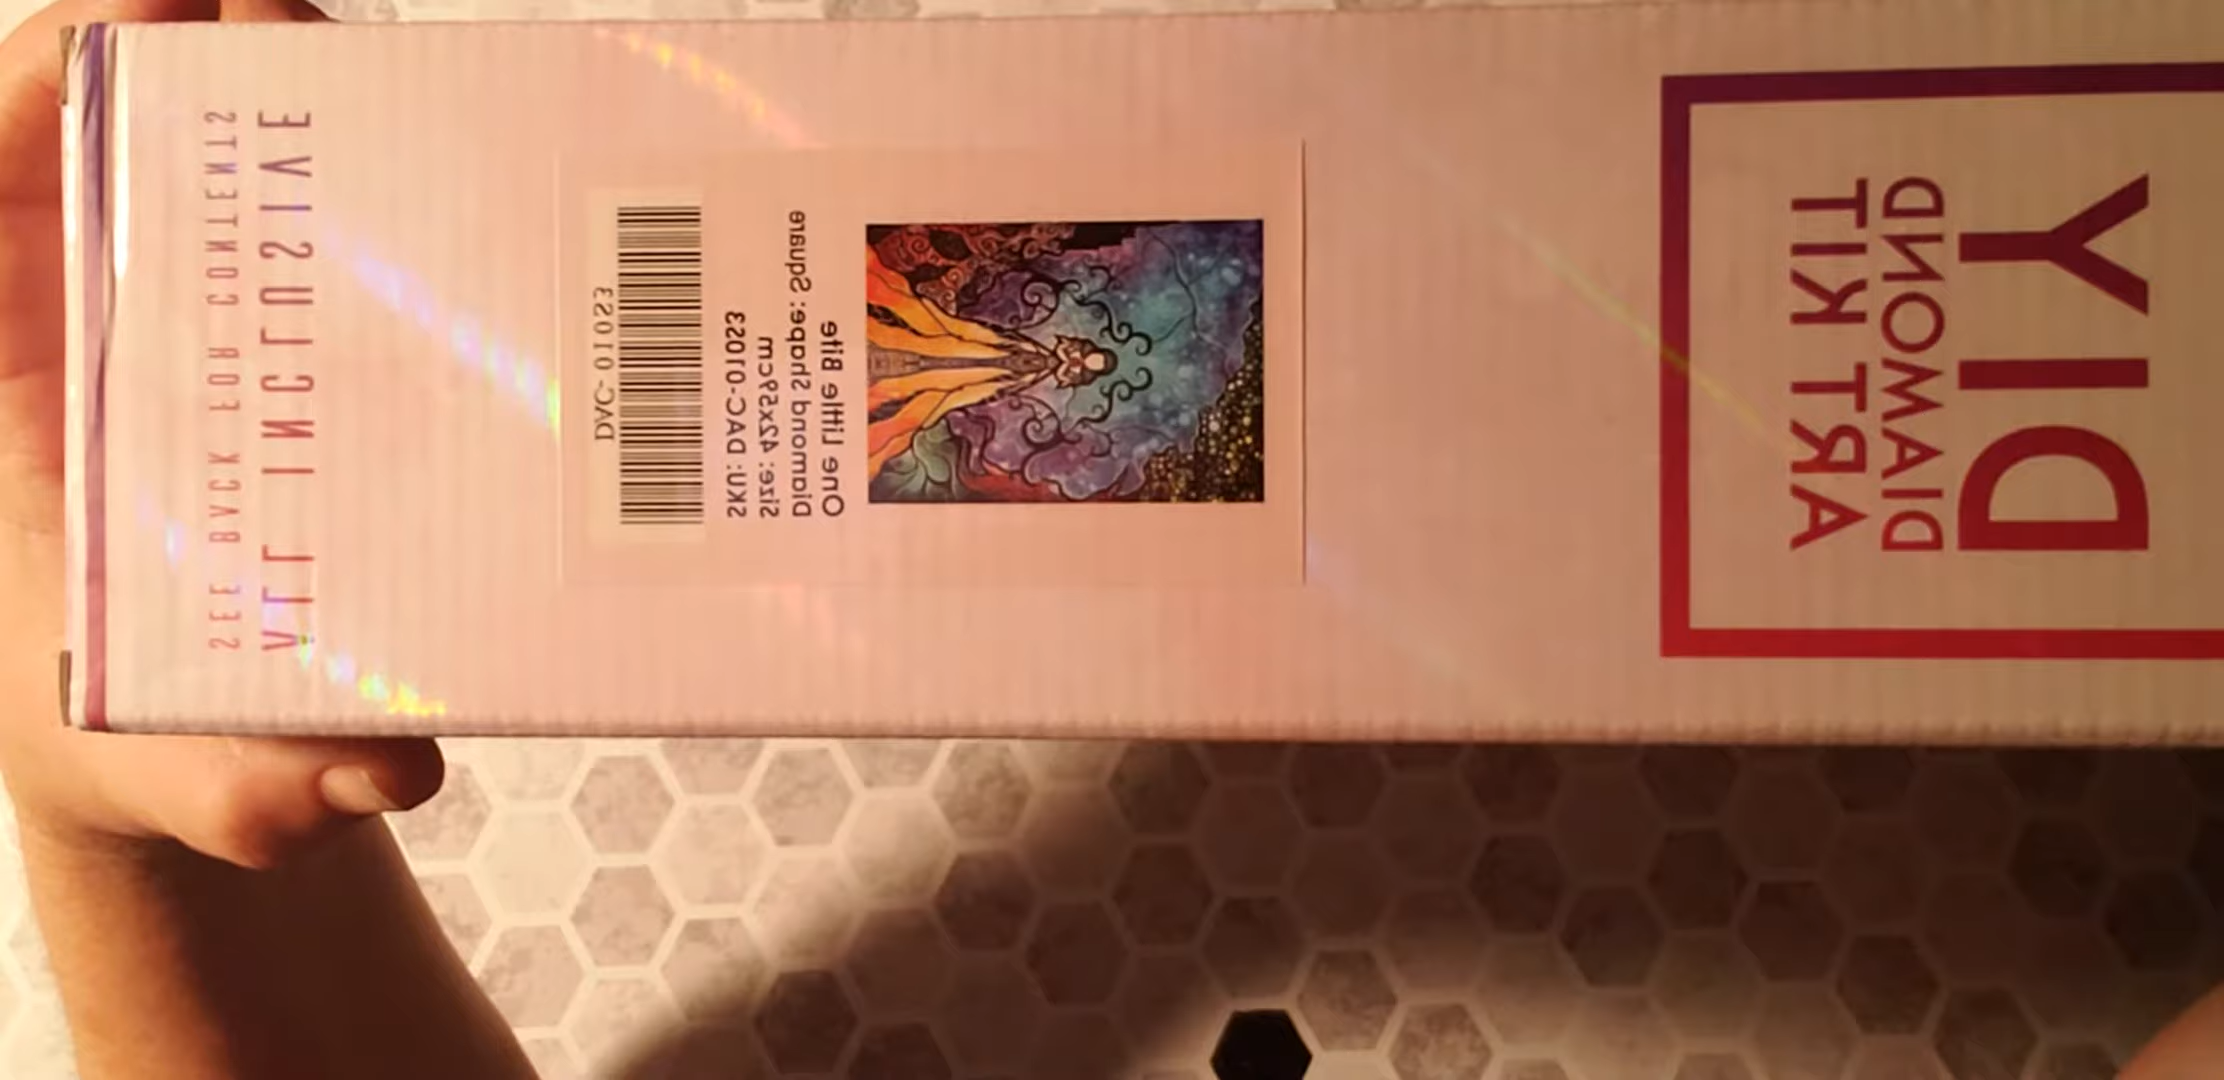 DIY
DIAMOND
ART KIT
One Little Bite
Diamond Shape: Square
Size: 42x59cm
SKU: DAC-01023
DAC- 01023
ALL INCLUSIVE
SEE BACK FOR CONTENTS